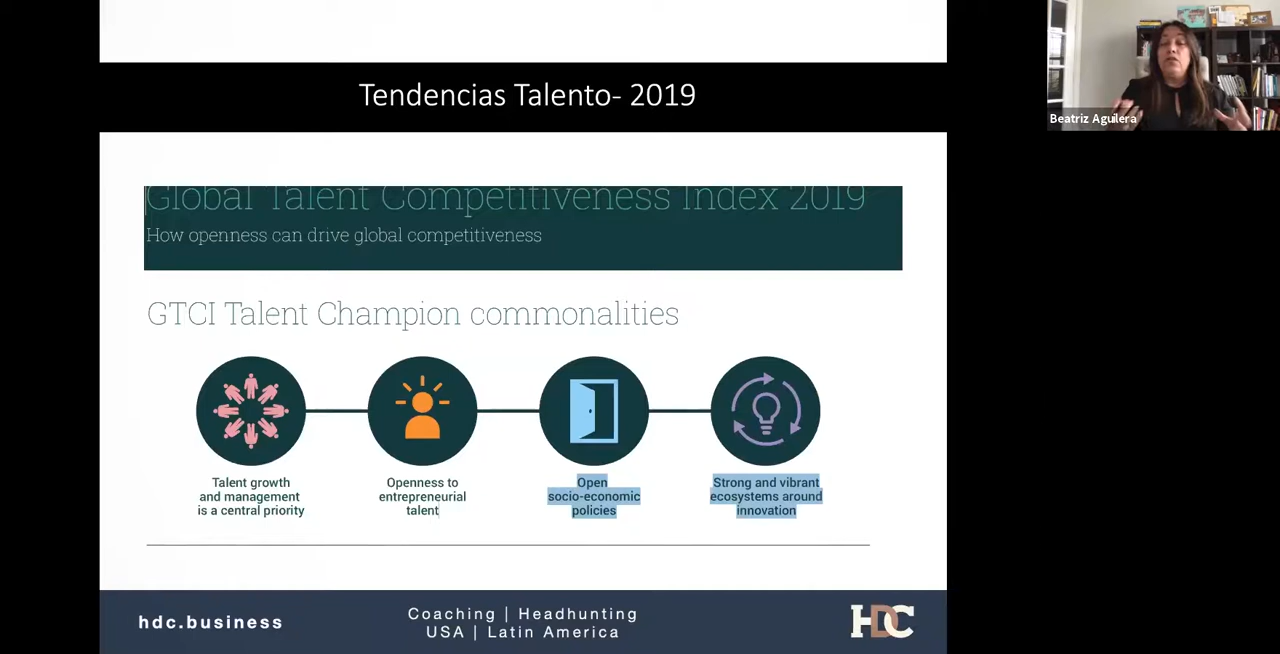 Tendencias Talento- 2019
Beatriz Aguilera
Global Talent Competitiveness Index 2019
How openness can drive global competitiveness
GTCI Talent Champion commonalities
Talent growth
and management
is a central priority
Openness to
entrepreneurial
talent
Open
socio-economic
policies
Strong and vibrant
ecosystems around
innovation
hdc.business
Coaching | Headhunting
USA | Latin America
HDC